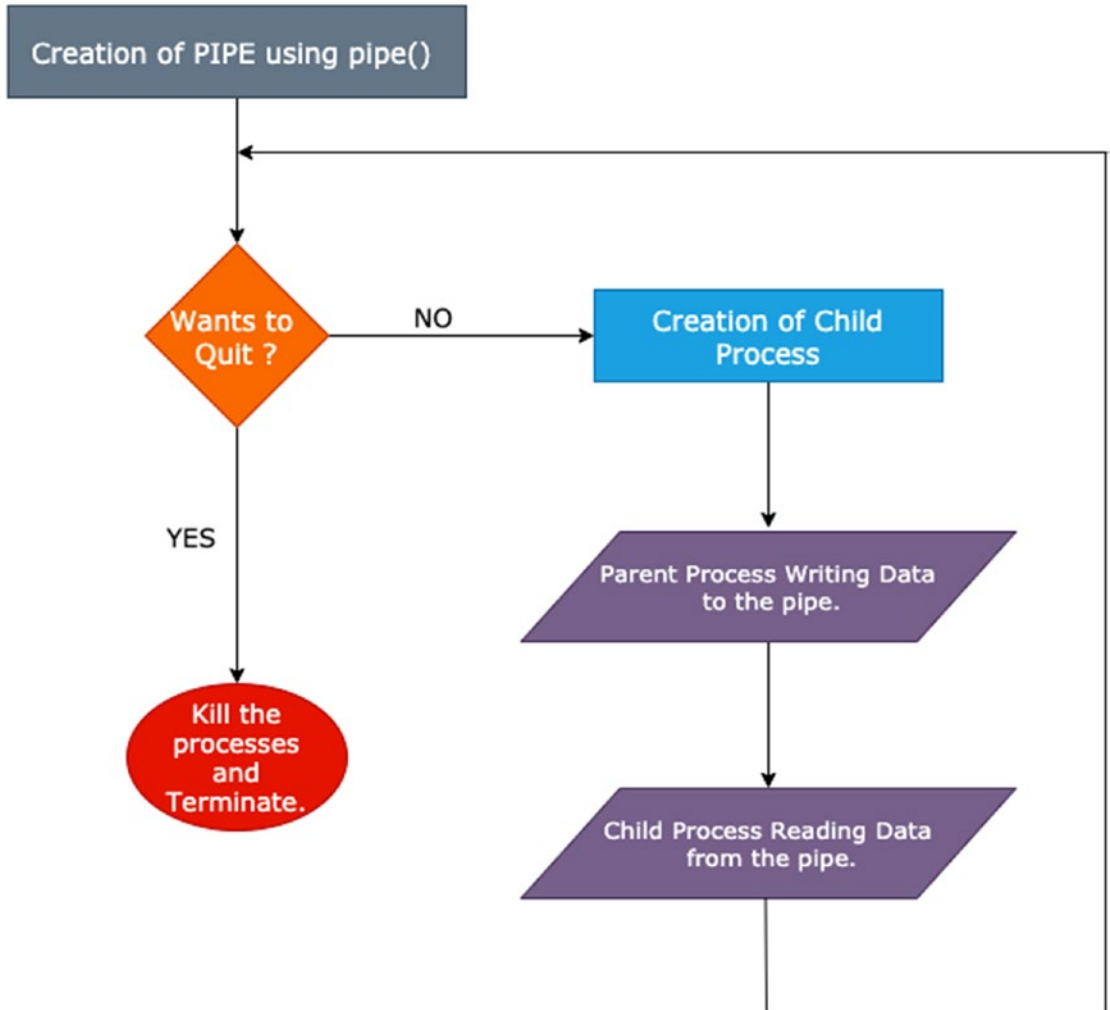 Creation of PIPE using pipe()
Wants to
Quit ?
NO
Creation of Child
Process
YES
Parent Process Writing Data
to the pipe.
Kill the
processes
and
Terminate.
Child Process Reading Data
from the pipe.